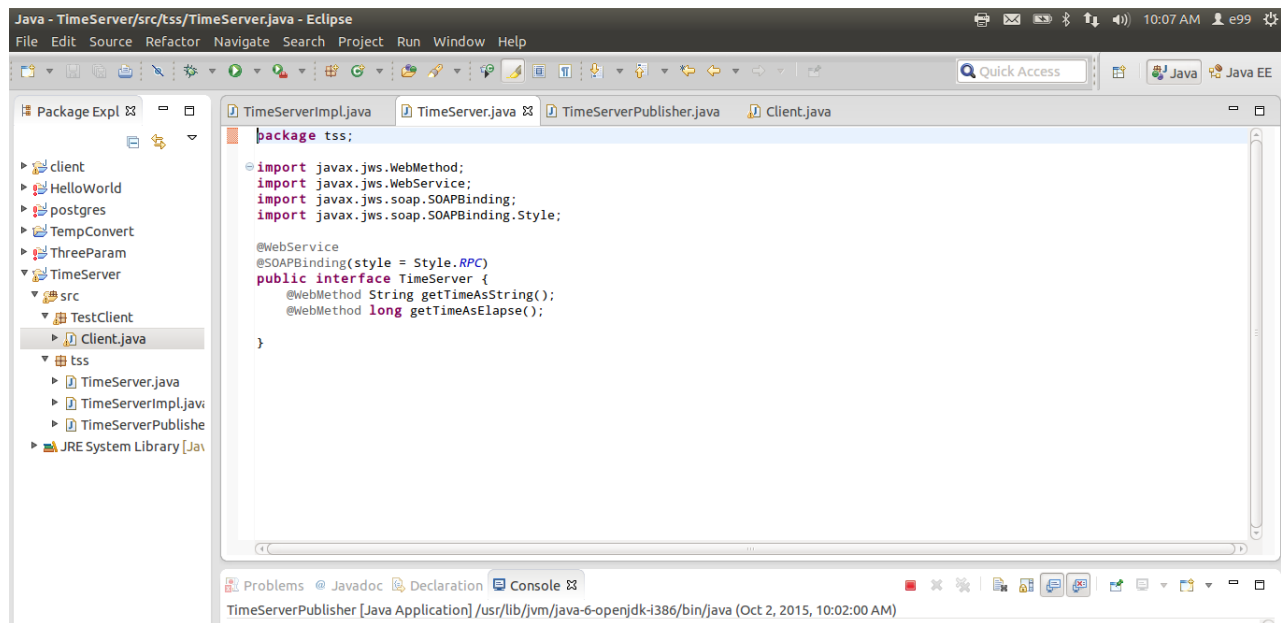 Java - TimeServer/src/tss/TimeServer.java - Eclipse
10:07 AM e99
File Edit Source Refactor Navigate Search Project Run Window Help
Quick Access
Java
Java EE
Package Expl
TimeServerImpl.java
TimeServer.java
TimeServerPublisher.java
Client.java
client
HelloWorld
postgres
TempConvert
ThreeParam
TimeServer
src
TestClient
Client.java
tss
TimeServer.java
TimeServerImpl.java
TimeServerPublishe
JRE System Library [Jav
package tss;
import javax.jws.WebMethod;
import javax.jws.WebService;
import javax.jws.soap.SOAPBinding;
import javax.jws.soap.SOAPBinding.Style;
@WebService
@SOAPBinding(style = Style.RPC)
public interface TimeServer {
@WebMethod String getTimeAsString();
@WebMethod long getTimeAsElapse();
}
Problems @ Javadoc Declaration Console
TimeServerPublisher [Java Application] /usr/lib/jvm/java-6-openjdk-i386/bin/java (Oct 2, 2015, 10:02:00 AM)